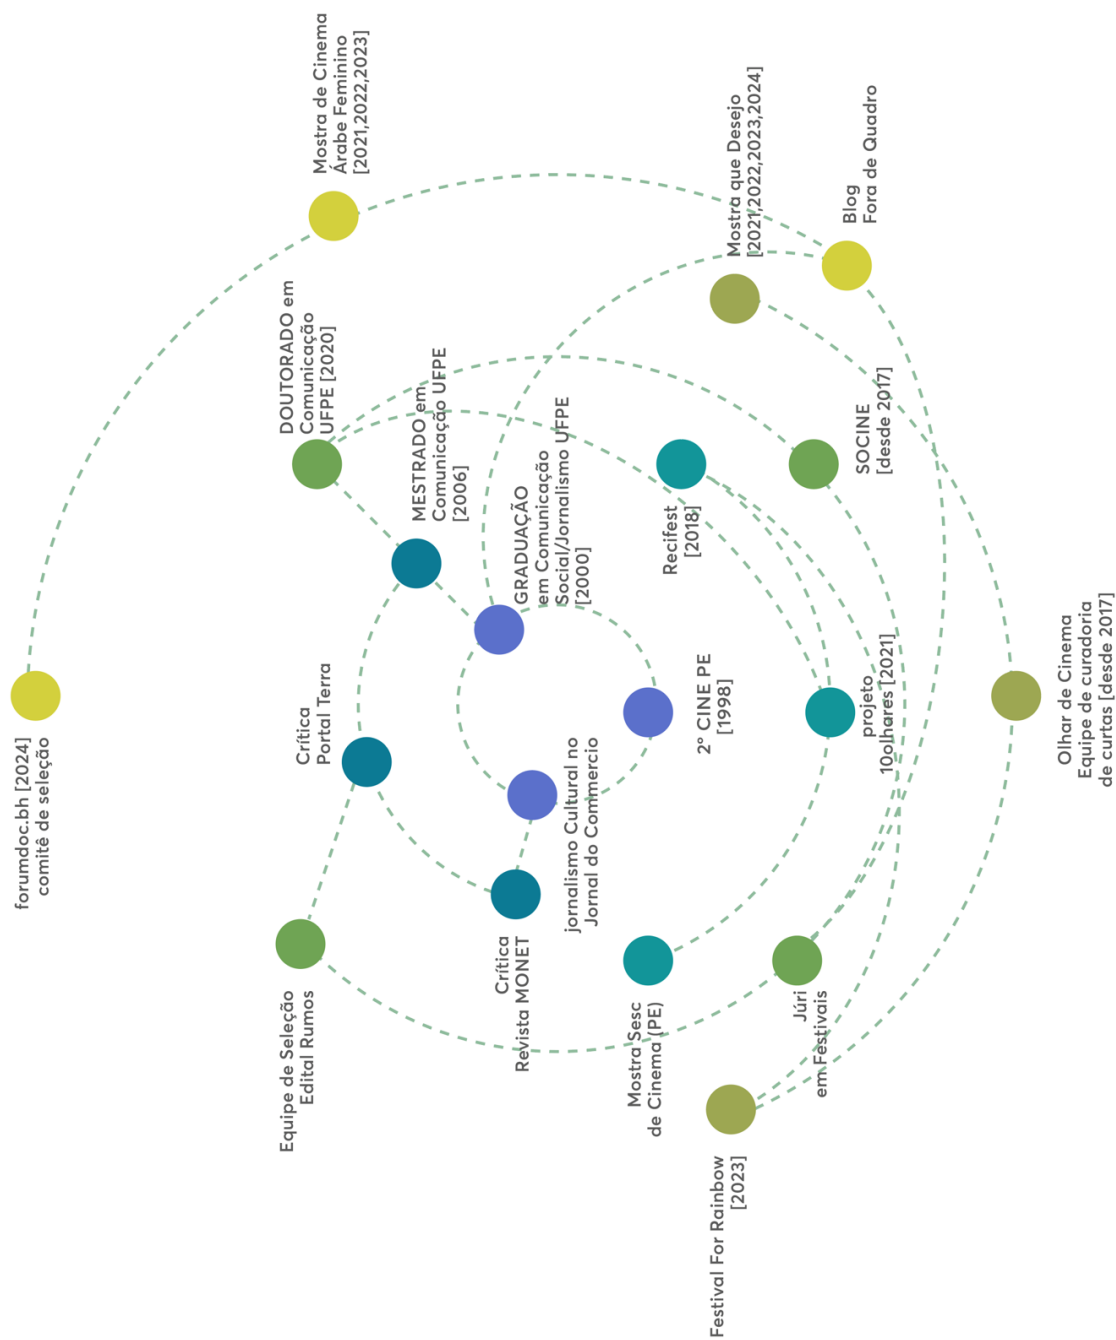 forumdoc.bh [2024]
comitê de seleção
Mostra de Cinema
Árabe Feminino
[2021,2022,2023]
Equipe de Seleção
Edital Rumos
Crítica
Portal Terra
DOUTORADO em
Comunicação
UFPE [2020]
MESTRADO em
Comunicação UFPE
[2006]
Crítica
Revista MONET
jornalismo Cultural no
Jornal do Commercio
GRADUAÇÃO
em Comunicação
Social/Jornalismo UFPE
[2000]
Mostra Sesc
de Cinema (PE)
2º CINE PE
[1998]
Recifest
[2018]
Mostra que Desejo
[2021,2022,2023,2024]
Festival For Rainbow
[2023]
Júri
em Festivais
projeto
10olhares [2021]
SOCINE
[desde 2017]
Blog
Fora de Quadro
Olhar de Cinema
Equipe de curadoria
de curtas [desde 2017]